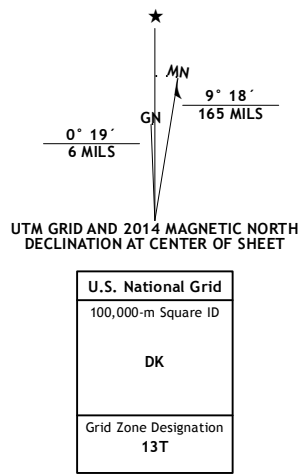 ★
MN
GN
9° 18´
165 MILS
0° 19´
6 MILS
UTM GRID AND 2014 MAGNETIC NORTH
DECLINATION AT CENTER OF SHEET
U.S. National Grid
100,000-m Square ID
DK
Grid Zone Designation
13T